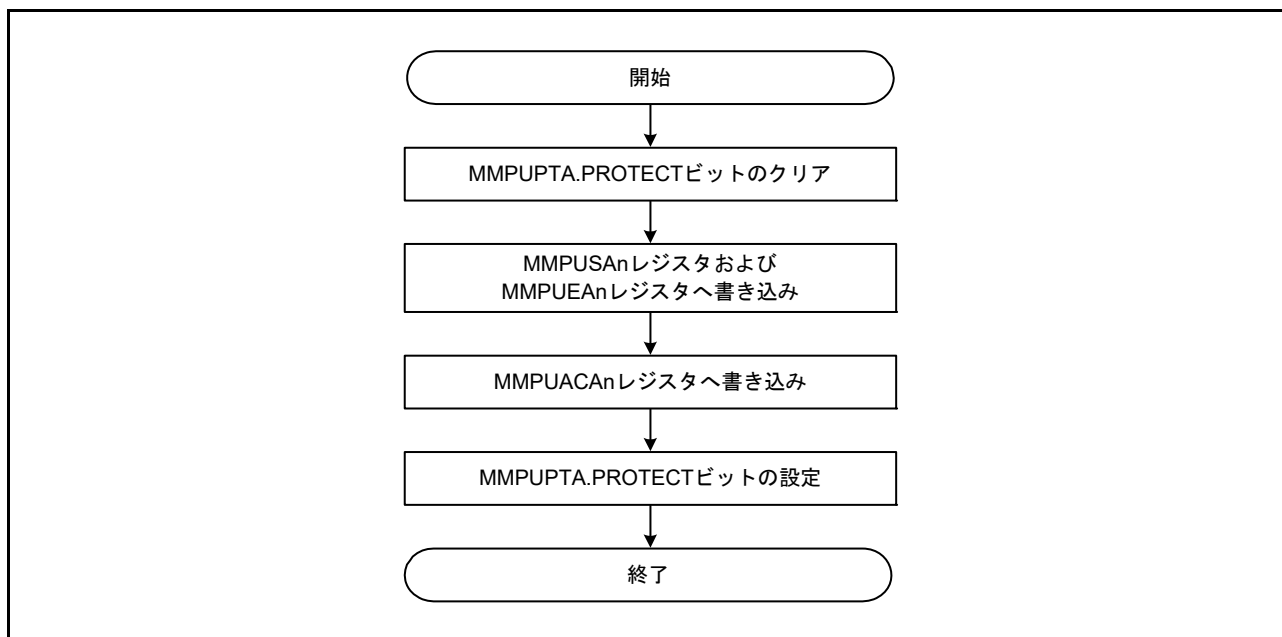 開始
MMPUPTA.PROTECTビットのクリア
MMPUSAnレジスタおよび
MMPUEAnレジスタへ書き込み
MMPUACAnレジスタへ書き込み
MMPUPTA.PROTECTビットの設定
終了